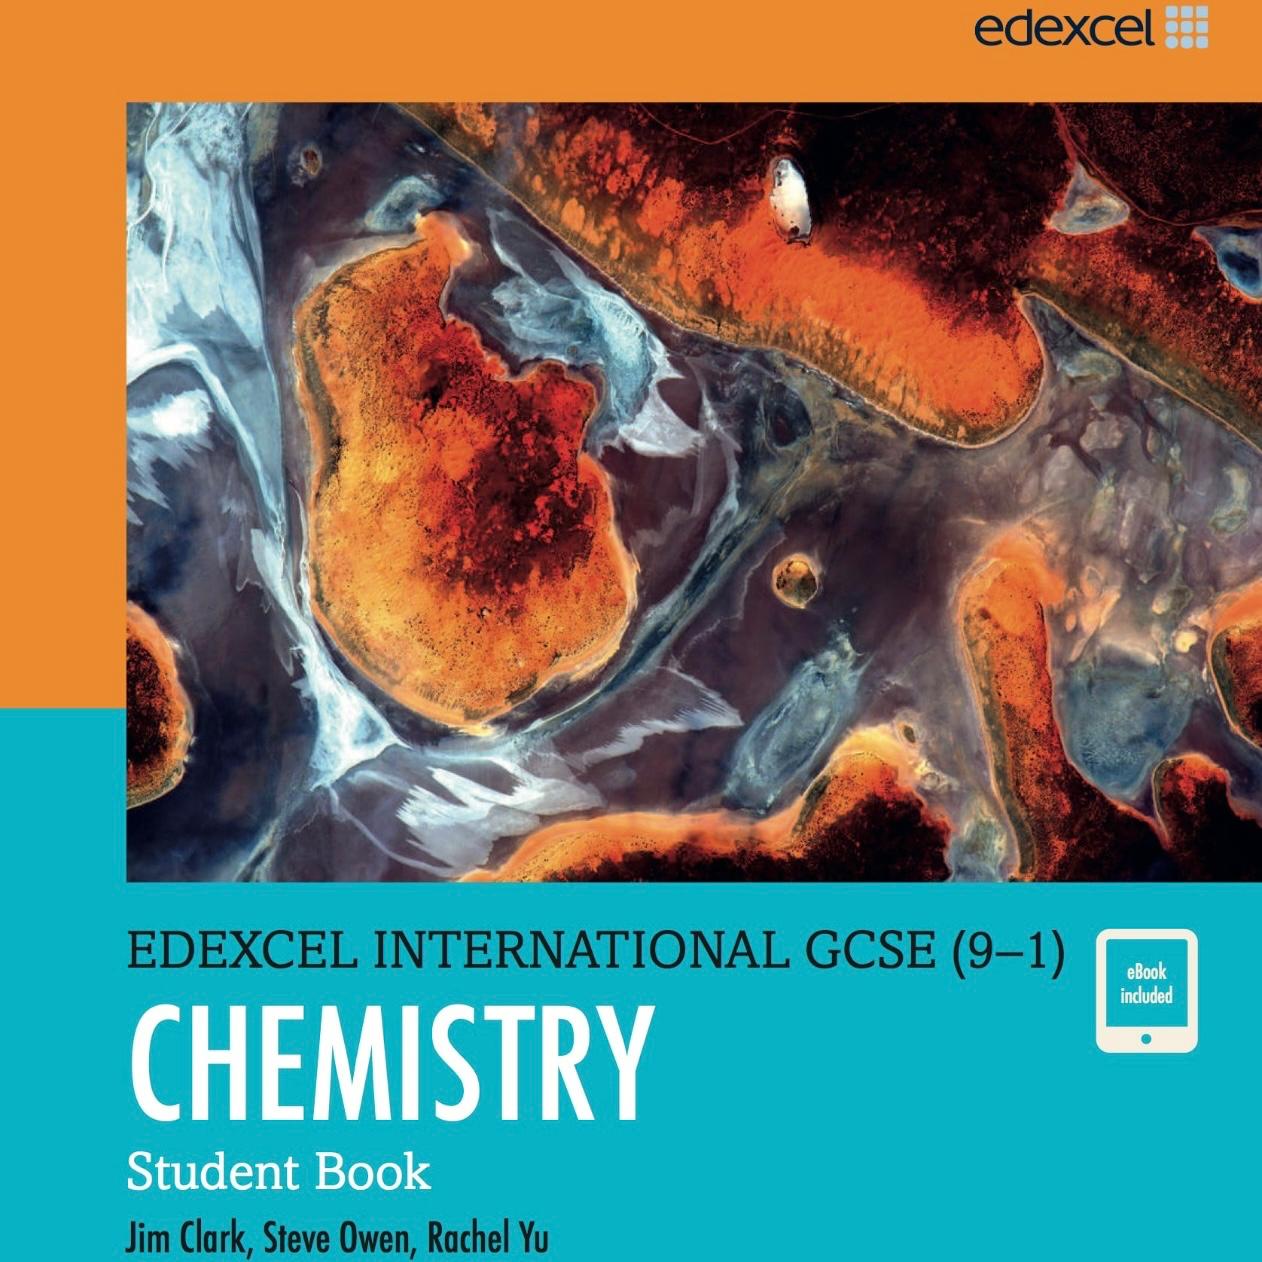 edexcel
EDEXCEL INTERNATIONAL GCSE (9–1)
eBook
included
CHEMISTRY
Student Book
Jim Clark, Steve Owen, Rachel Yu